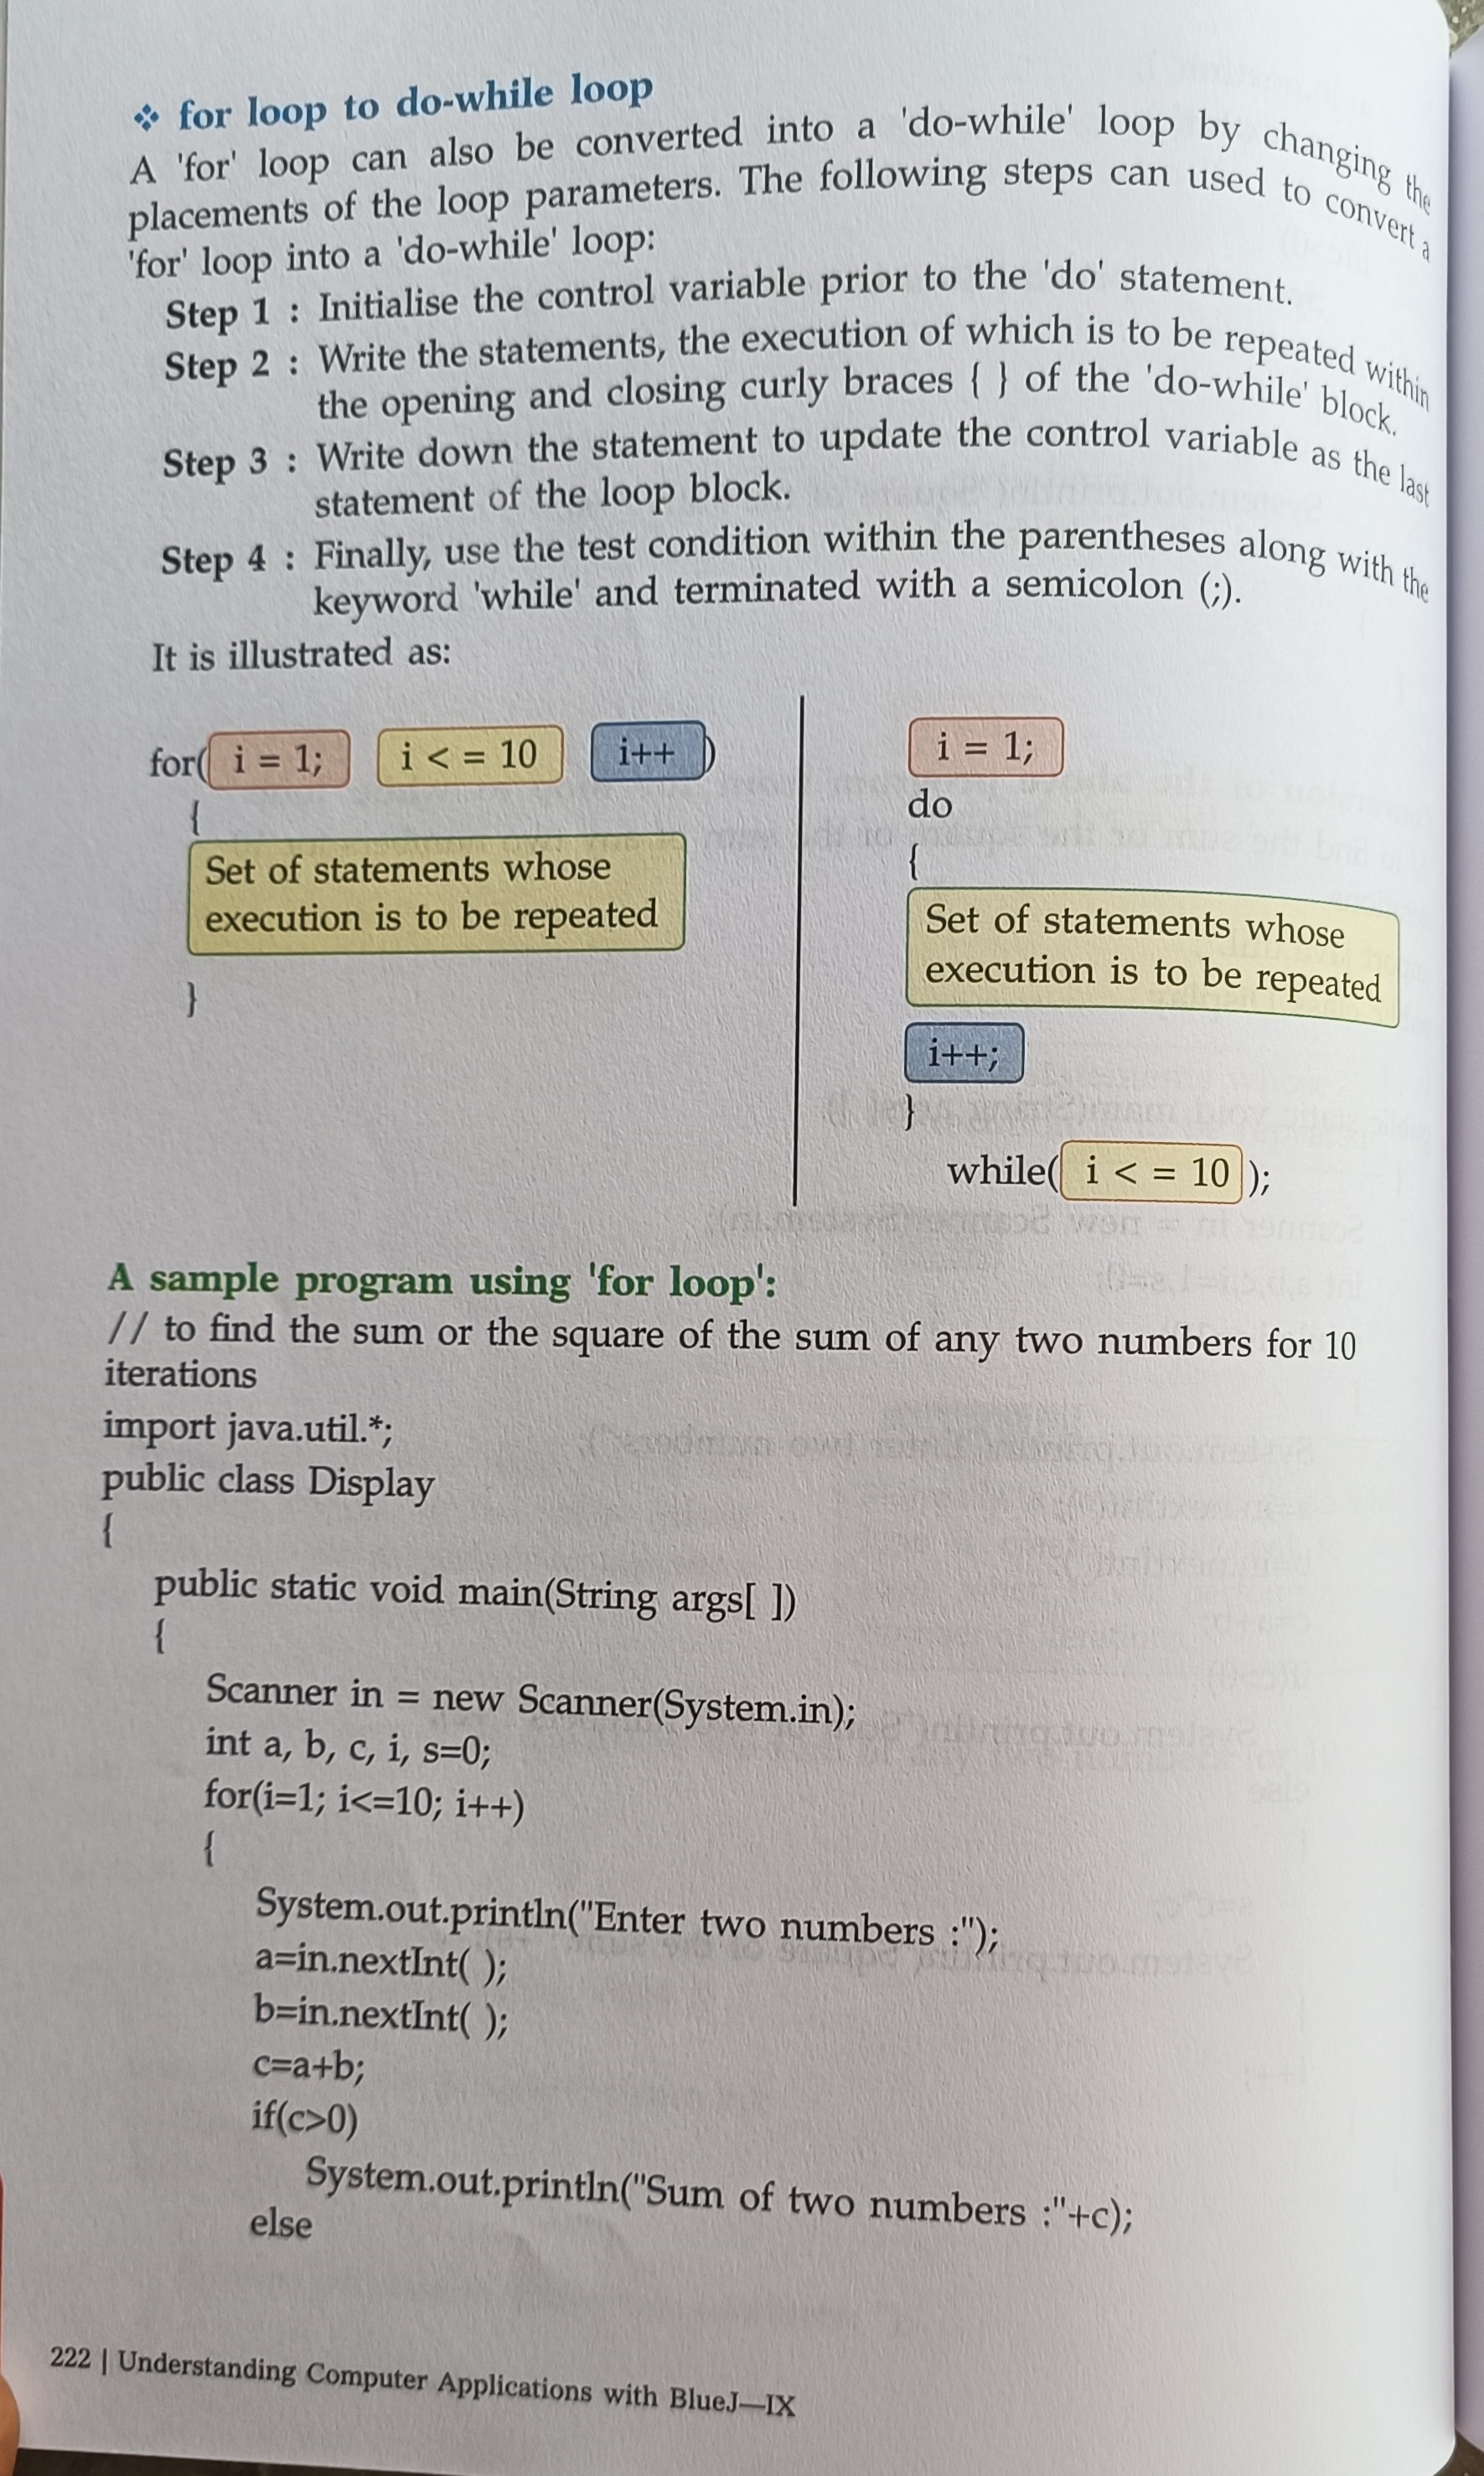 ❖ for loop to do-while loop
A 'for' loop can also be converted into a 'do-while' loop by changing the
placements of the loop parameters. The following steps can used to convert a
'for' loop into a 'do-while' loop:
Step 1 : Initialise the control variable prior to the 'do' statement.
Step 2 : Write the statements, the execution of which is to be repeated within
the opening and closing curly braces { } of the 'do-while' block.
Step 3 : Write down the statement to update the control variable as the last
statement of the loop block.
Step 4 : Finally, use the test condition within the parentheses along with the
keyword 'while' and terminated with a semicolon (;).
It is illustrated as:
for( i = 1; i < = 10 i++ )
{
Set of statements whose
execution is to be repeated
}
i = 1;
do
{
Set of statements whose
execution is to be repeated
i++;
}
while( i < = 10 );
A sample program using 'for loop':
// to find the sum or the square of the sum of any two numbers for 10
iterations
import java.util.*;
public class Display
{
public static void main(String args[ ])
{
Scanner in = new Scanner(System.in);
int a, b, c, i, s=0;
for(i=1; i<=10; i++)
{
System.out.println("Enter two numbers :");
a=in.nextInt( );
b=in.nextInt( );
c=a+b;
if(c>0)
System.out.println("Sum of two numbers :"+c);
else
222 | Understanding Computer Applications with BlueJ—IX